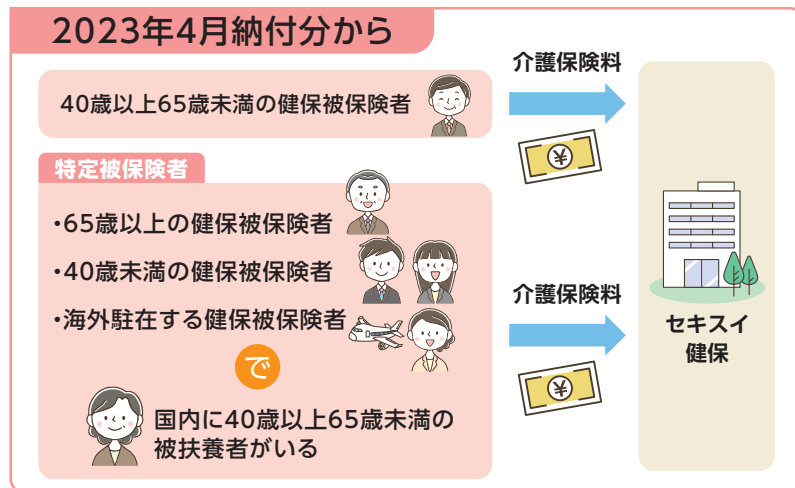 2023年4月納付分から
40歳以上65歳未満の健保被保険者
介護保険料
¥
特定被保険者
・65歳以上の健保被保険者
・40歳未満の健保被保険者
・海外駐在する健保被保険者
で
国内に40歳以上65歳未満の
被扶養者がいる
介護保険料
¥
セキスイ
健保